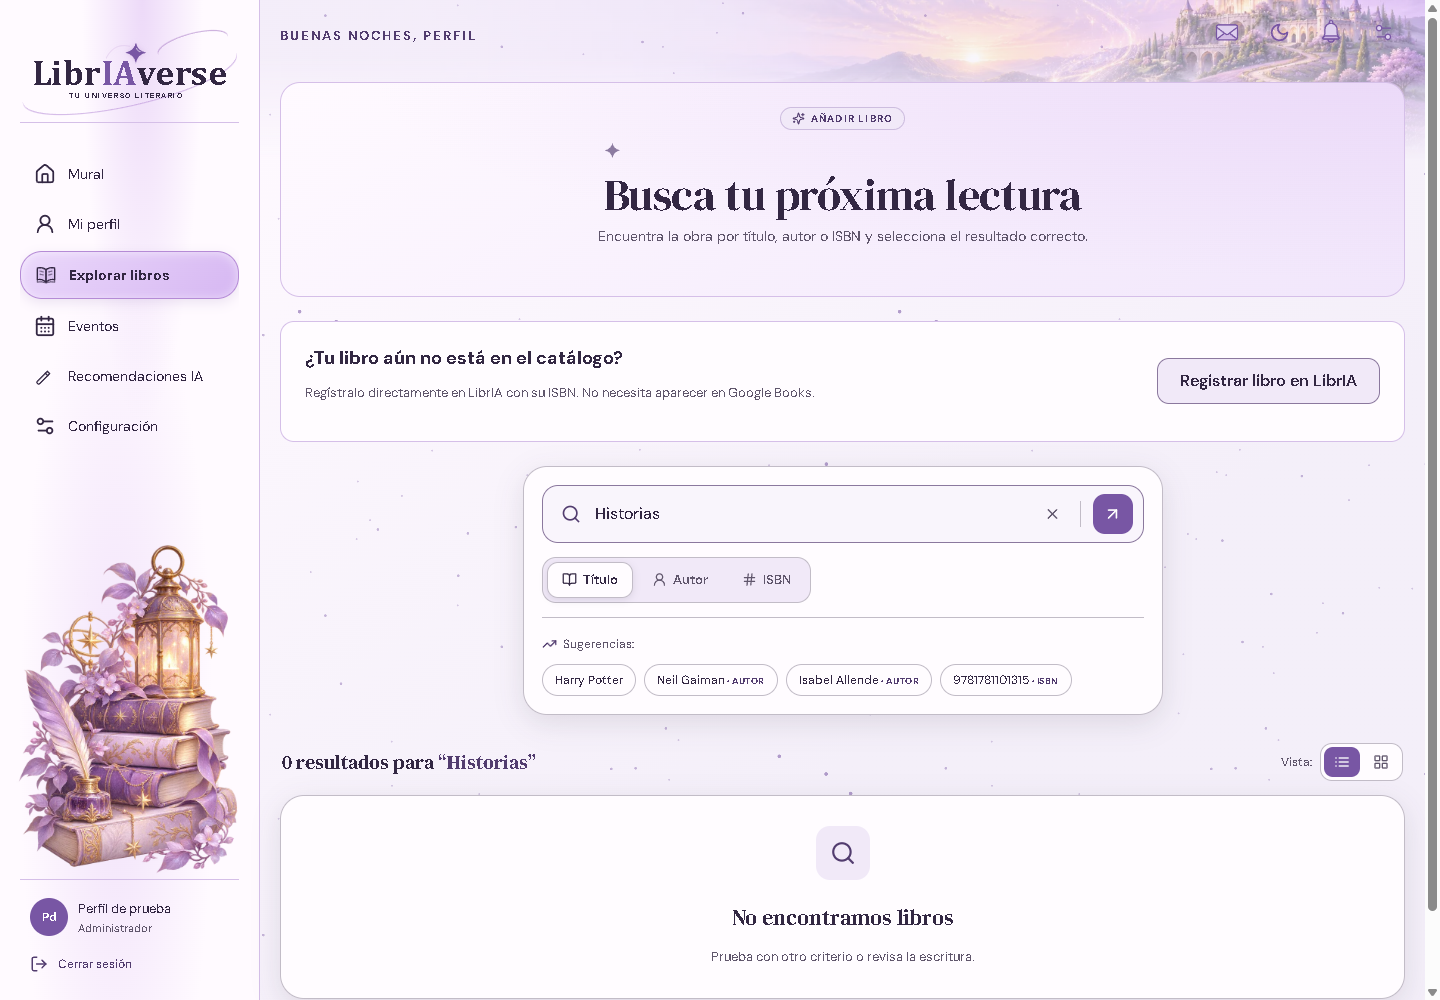 LibrIAverse
TU UNIVERSO LITERARIO
Mural
Mi perfil
Explorar libros
Eventos
Recomendaciones IA
Configuración
Pd
Perfil de prueba
Administrador
Cerrar sesión
BUENAS NOCHES, PERFIL
AÑADIR LIBRO
Busca tu próxima lectura
Encuentra la obra por título, autor o ISBN y selecciona el resultado correcto.
¿Tu libro aún no está en el catálogo?
Regístralo directamente en LibrIA con su ISBN. No necesita aparecer en Google Books.
Registrar libro en LibrIA
Historias
Título Autor ISBN
Sugerencias:
Harry Potter Neil Gaiman · AUTOR Isabel Allende · AUTOR 9781781101315 · ISBN
0 resultados para “Historias”
Vista:
No encontramos libros
Prueba con otro criterio o revisa la escritura.